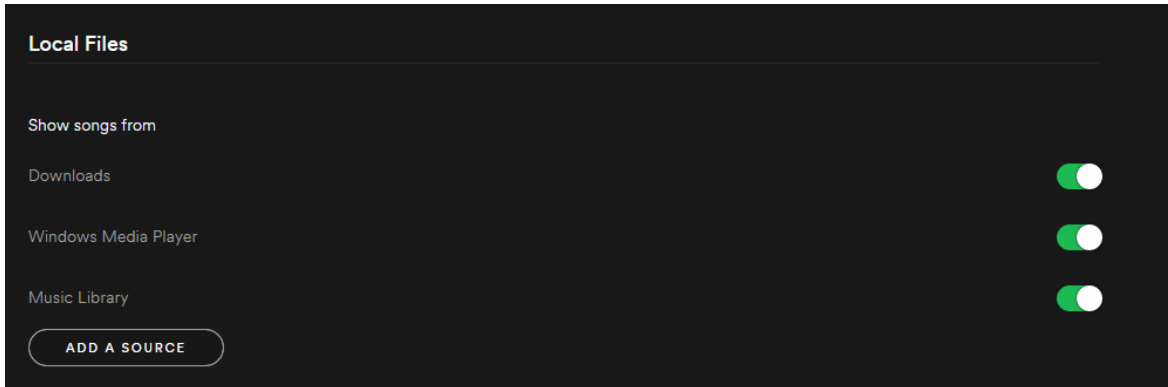 Local Files
Show songs from
Downloads
Windows Media Player
Music Library
ADD A SOURCE